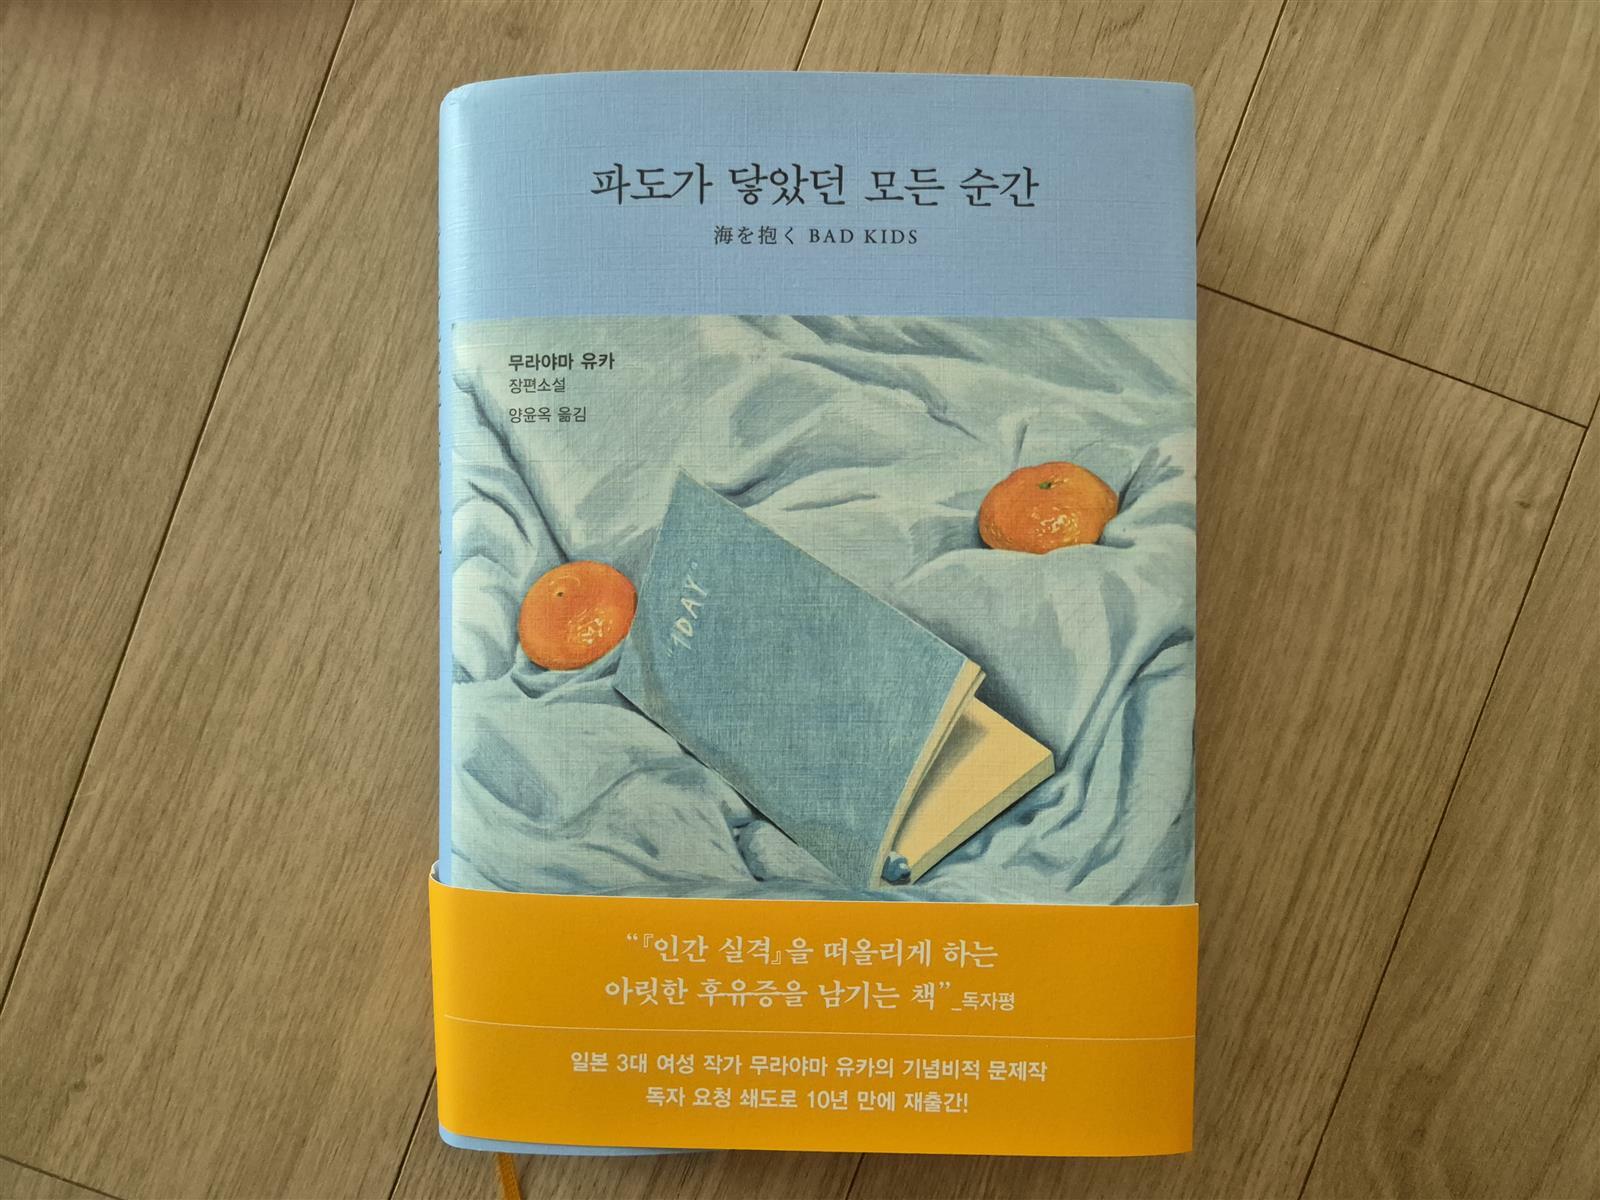 파도가 닿았던 모든 순간
海を抱く BAD KIDS
무라야마 유카
장편소설
양윤옥 옮김
"1DAY"
“『인간 실격』을 떠올리게 하는
아릿한 후유증을 남기는 책”_독자평
일본 3대 여성 작가 무라야마 유카의 기념비적 문제작
독자 요청 쇄도로 10년 만에 재출간!